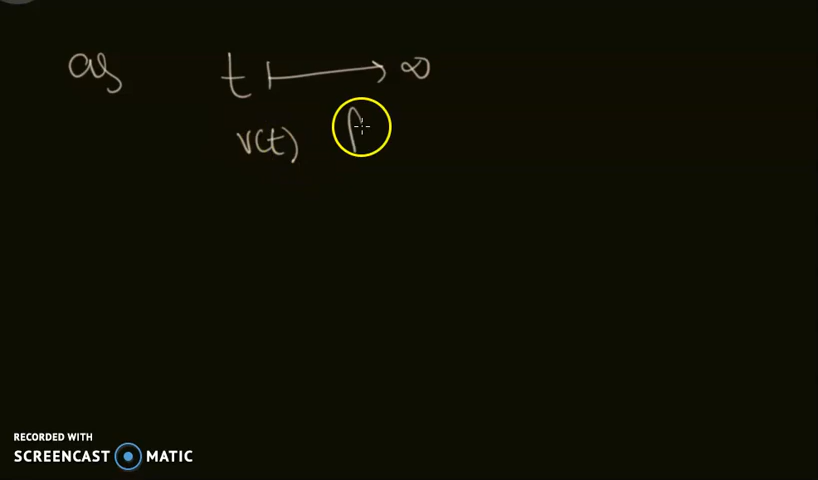 as t ↦ ∞
v(t)
RECORDED WITH
SCREENCAST MATIC